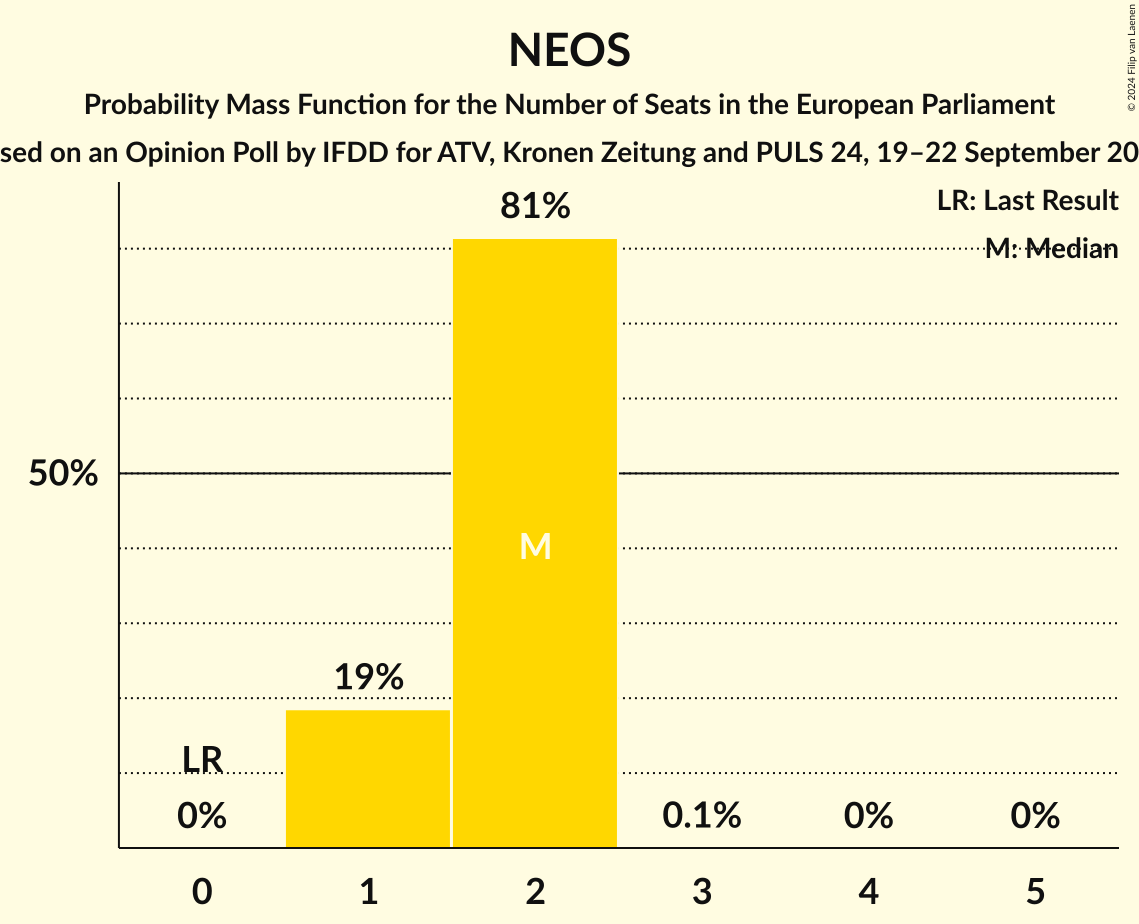 NEOS
Probability Mass Function for the Number of Seats in the European Parliament
sed on an Opinion Poll by IFDD for ATV, Kronen Zeitung and PULS 24, 19–22 September 20
© 2024 Filip van Laenen
LR: Last Result
M: Median
81%
50%
M
19%
LR
0%
0.1%
0%
0%
0
1
2
3
4
5